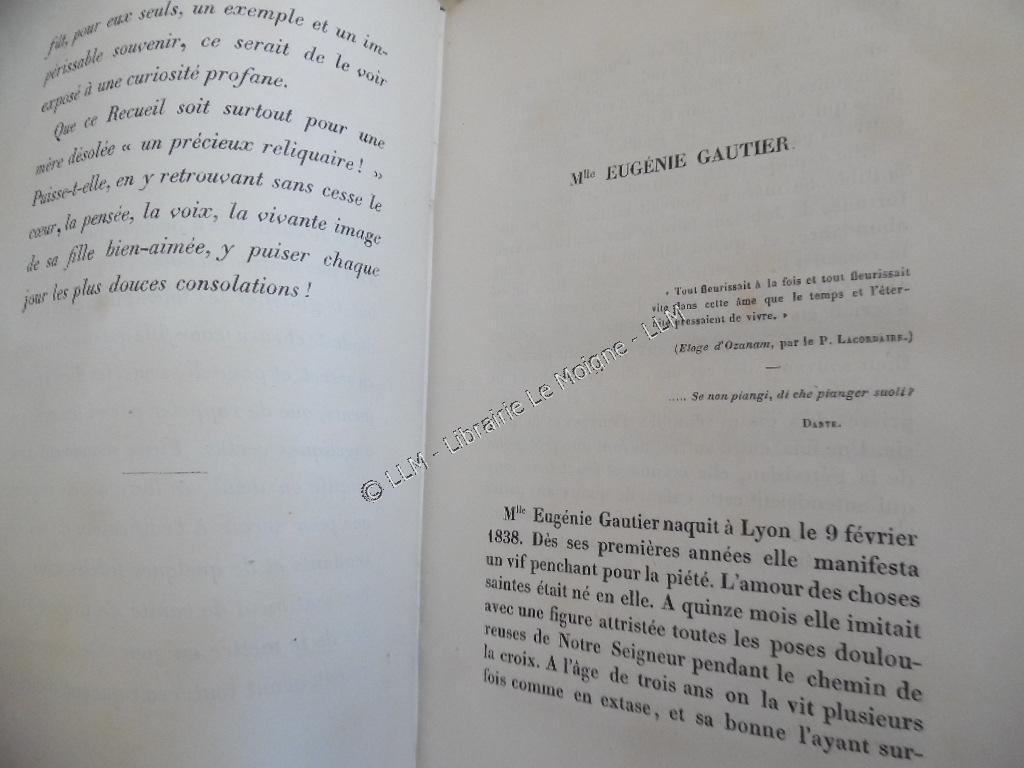 fût, pour eux seuls, un exemple et un im-
périssable souvenir, ce serait de le voir
exposé à une curiosité profane.
Que ce Recueil soit surtout pour une
mère désolée « un précieux reliquaire ! »
Puisse-t-elle, en y retrouvant sans cesse le
cœur, la pensée, la voix, la vivante image
de sa fille bien-aimée, y puiser chaque
jour les plus douces consolations !
Mlle EUGÉNIE GAUTIER.
« Tout fleurissait à la fois et tout fleurissait
vite dans cette âme que le temps et l'éter-
nité pressaient de vivre. »
(Eloge d'Ozanam, par le P. LACORDAIRE.)
..... Se non piangi, di che pianger suoli?
DANTE.
Mlle Eugénie Gautier naquit à Lyon le 9 février
1838. Dès ses premières années elle manifesta
un vif penchant pour la piété. L'amour des choses
saintes était né en elle. A quinze mois elle imitait
avec une figure attristée toutes les poses doulou-
reuses de Notre Seigneur pendant le chemin de
la croix. A l'âge de trois ans on la vit plusieurs
fois comme en extase, et sa bonne l'ayant sur-
© LLM - Librairie Le Moigne - LLM